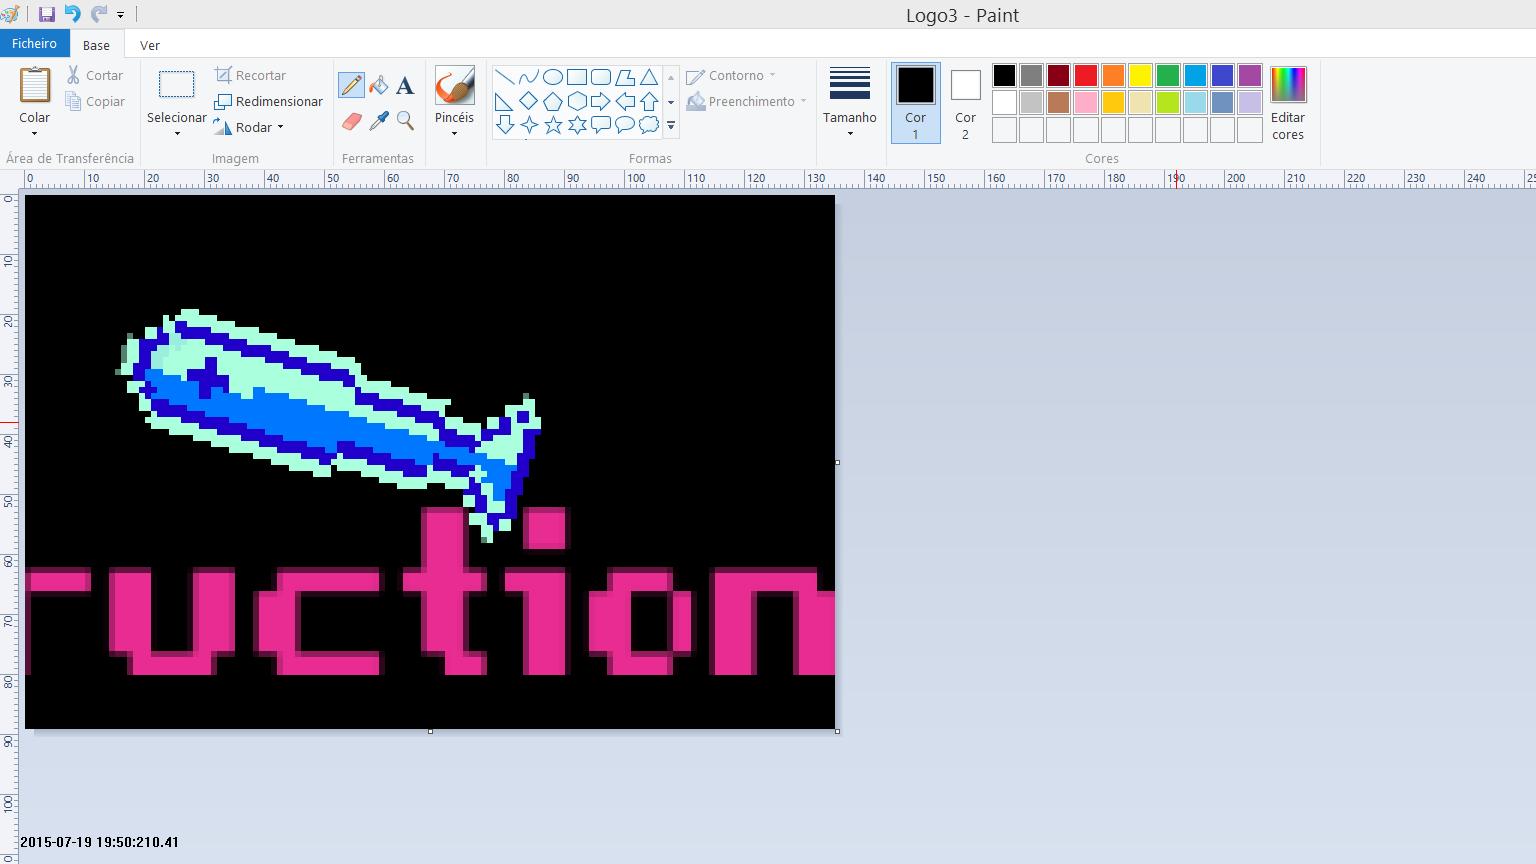 Logo3 - Paint
Ficheiro Base Ver
Colar
Cortar
Copiar
Área de Transferência
Selecionar
Recortar
Redimensionar
Rodar
Imagem
A
Ferramentas
Pincéis
Contorno
Preenchimento
Formas
Tamanho
Cor 1
Cor 2
Editar cores
Cores
0 10 20 30 40 50 60 70 80 90 100 110 120 130 140 150 160 170 180 190 200 210 220 230 240
0
10
20
30
40
50
60
70
80
90
100
ruction
2015-07-19 19:50:210.41